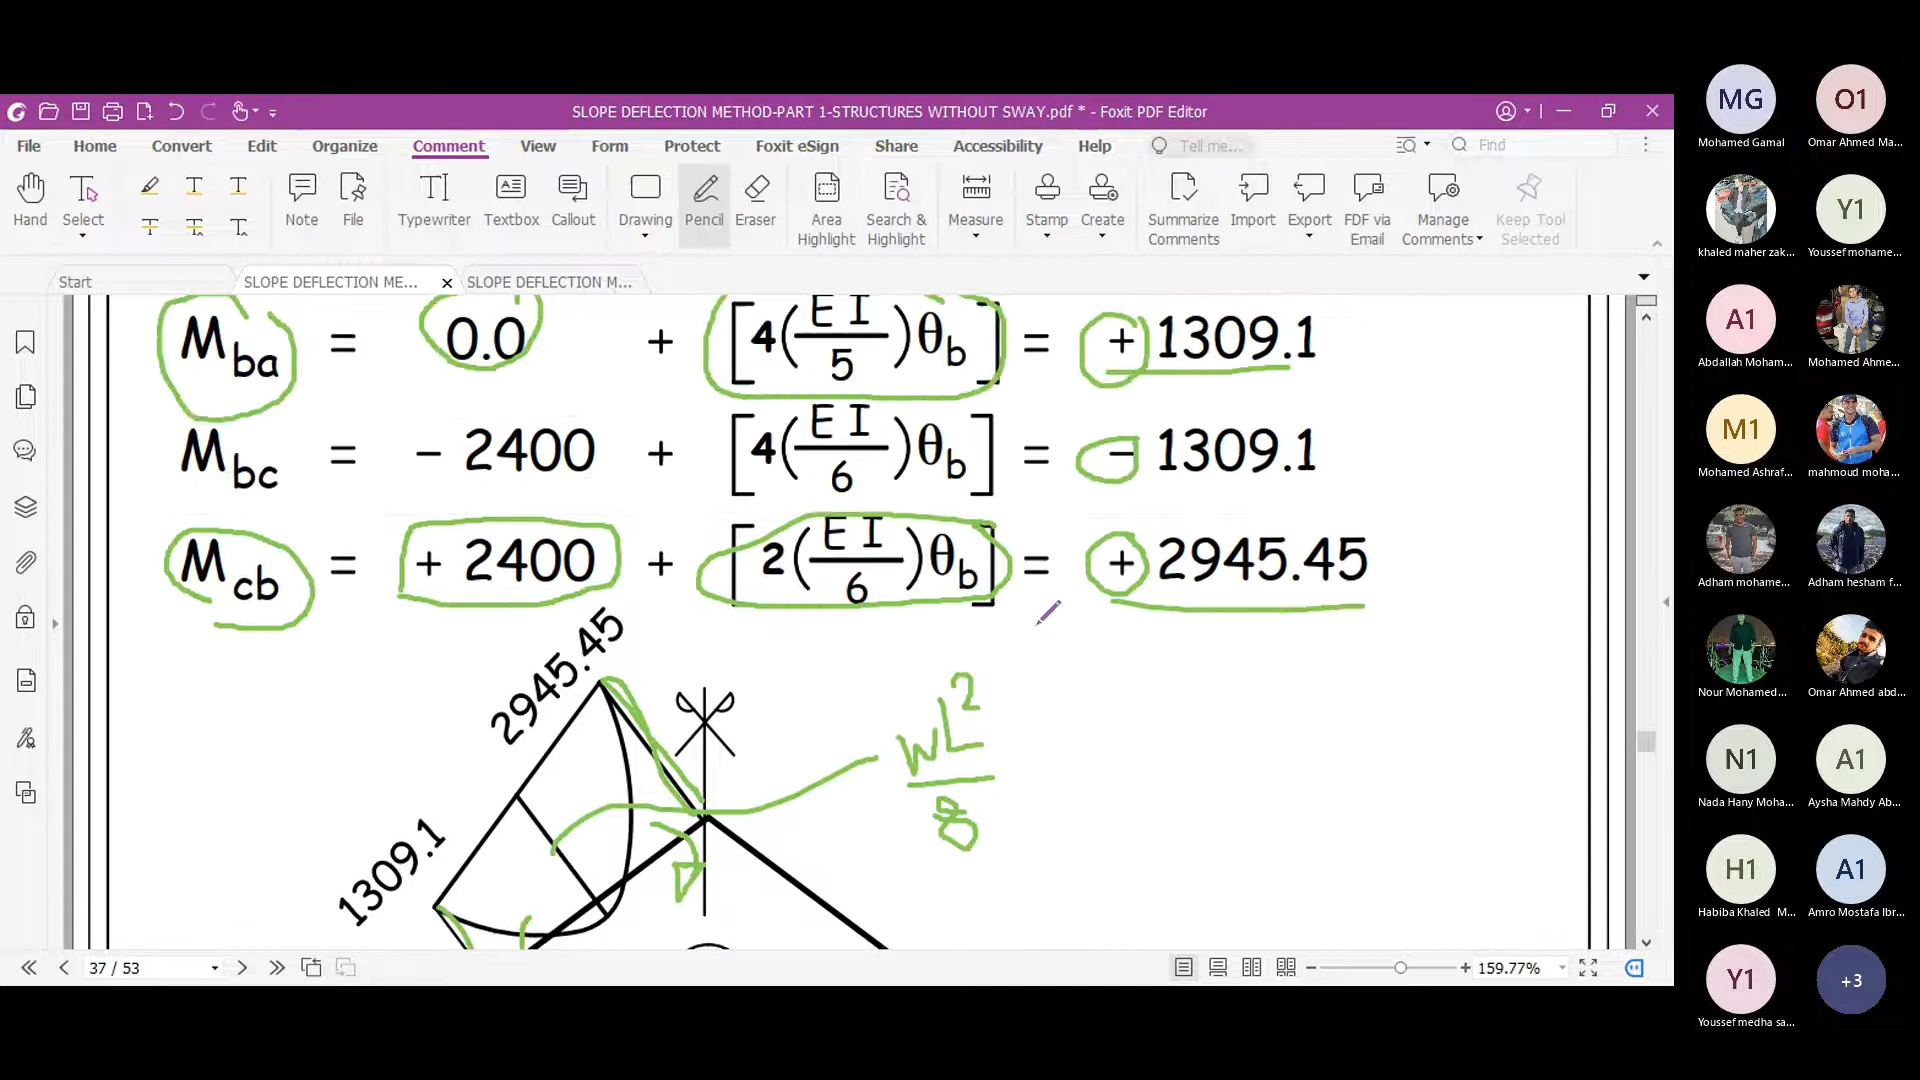 SLOPE DEFLECTION METHOD-PART 1-STRUCTURES WITHOUT SWAY.pdf * - Foxit PDF Editor
File Home Convert Edit Organize Comment View Form Protect Foxit eSign Share Accessibility Help Tell me... Find
Hand Select Note File Typewriter Textbox Callout Drawing Pencil Eraser Area Highlight Search & Highlight Measure Stamp Create Summarize Comments Import Export FDF via Email Manage Comments Keep Tool Selected
Start SLOPE DEFLECTION ME... SLOPE DEFLECTION M...
M_ba = 0.0 + [4(EI/5)θ_b] = + 1309.1
M_bc = - 2400 + [4(EI/6)θ_b] = - 1309.1
M_cb = + 2400 + [2(EI/6)θ_b] = + 2945.45
2945.45
1309.1
wL²/8
37 / 53
159.77%
MG O1
Mohamed Gamal Omar Ahmed Ma...
Y1
khaled maher zak... Youssef mohame...
A1
Abdallah Moham... Mohamed Ahme...
M1
Mohamed Ashraf... mahmoud moha...
Adham mohame... Adham hesham f...
Nour Mohamed... Omar Ahmed abd...
N1 A1
Nada Hany Moha... Aysha Mahdy Ab...
H1 A1
Habiba Khaled M... Amro Mostafa Ibr...
Y1 +3
Youssef medha sa...